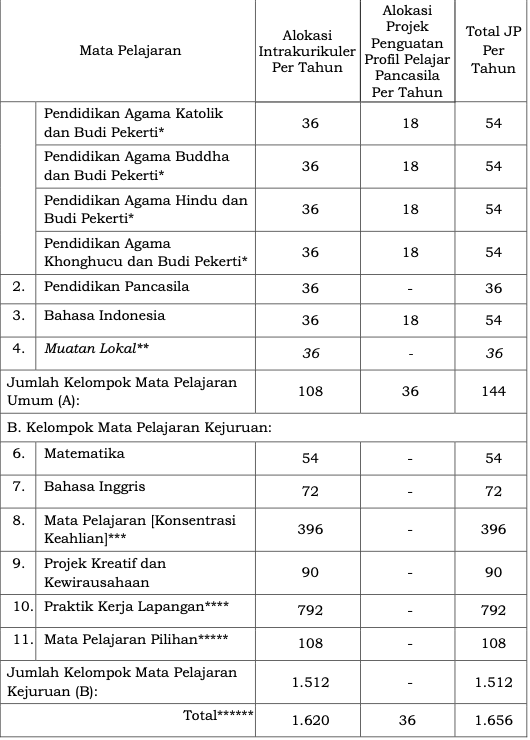 Mata Pelajaran
Alokasi
Intrakurikuler
Per Tahun
Alokasi
Projek
Penguatan
Profil Pelajar
Pancasila
Per Tahun
Total JP
Per
Tahun
Pendidikan Agama Katolik
dan Budi Pekerti* 36 18 54
Pendidikan Agama Buddha
dan Budi Pekerti* 36 18 54
Pendidikan Agama Hindu dan
Budi Pekerti* 36 18 54
Pendidikan Agama
Khonghucu dan Budi Pekerti* 36 18 54
2. Pendidikan Pancasila 36 - 36
3. Bahasa Indonesia 36 18 54
4. Muatan Lokal** 36 - 36
Jumlah Kelompok Mata Pelajaran
Umum (A): 108 36 144
B. Kelompok Mata Pelajaran Kejuruan:
6. Matematika 54 - 54
7. Bahasa Inggris 72 - 72
8. Mata Pelajaran [Konsentrasi
Keahlian]*** 396 - 396
9. Projek Kreatif dan
Kewirausahaan 90 - 90
10. Praktik Kerja Lapangan**** 792 - 792
11. Mata Pelajaran Pilihan***** 108 - 108
Jumlah Kelompok Mata Pelajaran
Kejuruan (B): 1.512 - 1.512
Total****** 1.620 36 1.656